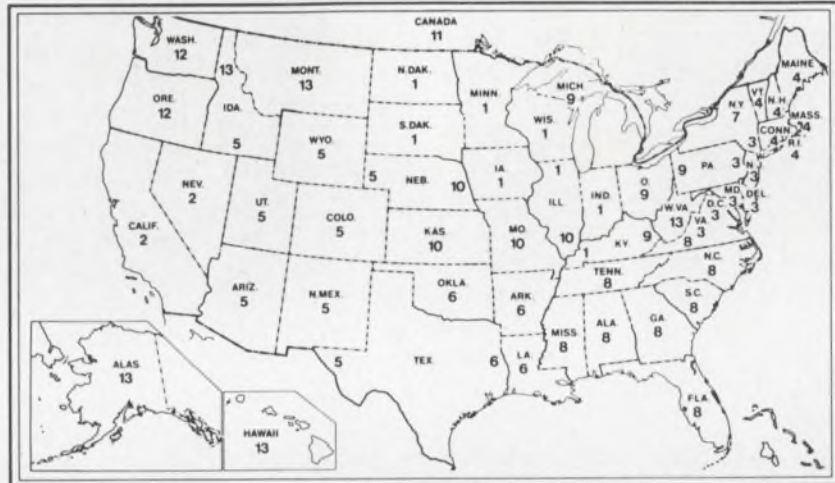 CANADA
11
WASH.
12
13
MONT.
13
N.DAK.
1
MINN.
1
MICH.
9
MAINE
4
VT.
4
N.H.
4
MASS.
4
N.Y.
7
3
CONN.
4
R.I.
4
ORE.
12
IDA.
5
WYO.
5
S.DAK.
1
WIS.
1
IA.
1
5
NEB.
10
NEV.
2
UT.
5
COLO.
5
KAS.
10
MO.
10
1
ILL.
10
IND.
1
O.
9
9
PA.
3
N.J.
3
MD.
3
DEL.
3
D.C.
3
W.VA.
13
VA.
3
8
KY.
9
1
CALIF.
2
TENN.
8
N.C.
8
ARIZ.
5
N.MEX.
5
OKLA.
6
ARK.
6
S.C.
8
MISS.
8
ALA.
8
GA.
8
5
TEX.
6
LA.
6
FLA.
8
ALAS.
13
HAWAII
13